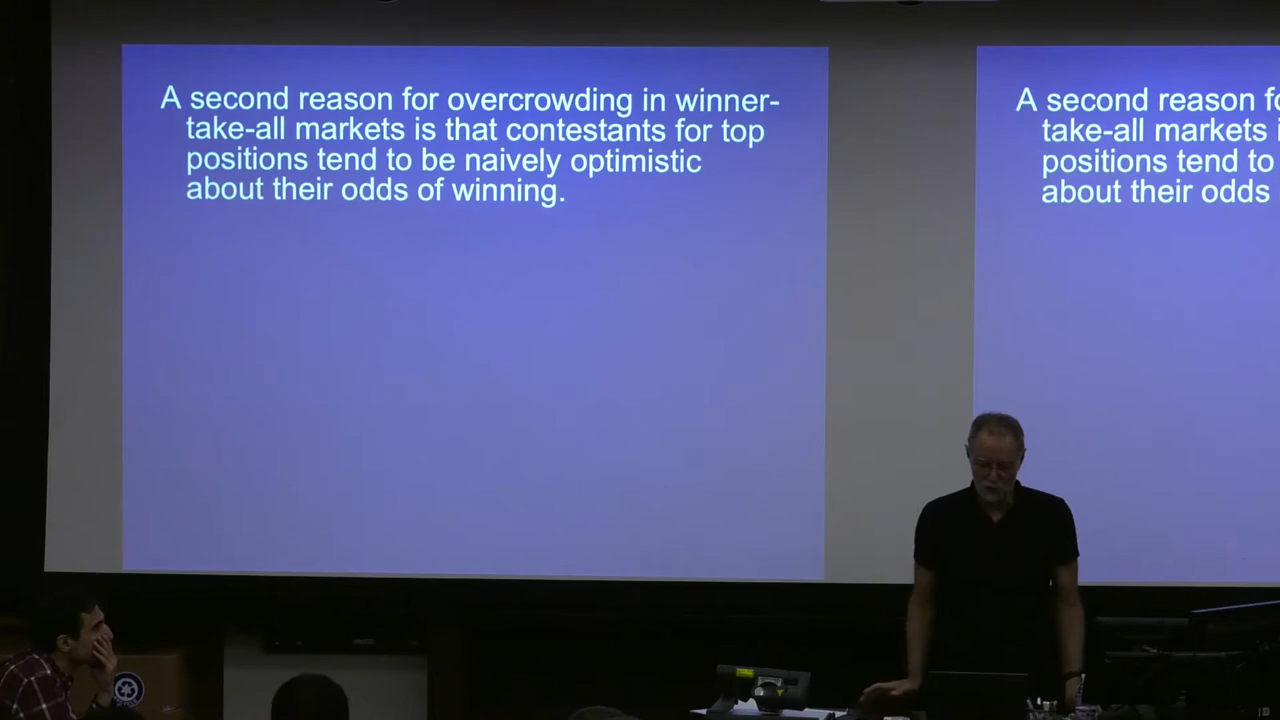 A second reason for overcrowding in winner-
take-all markets is that contestants for top
positions tend to be naively optimistic
about their odds of winning.
A second reason fo
take-all markets i
positions tend to
about their odds